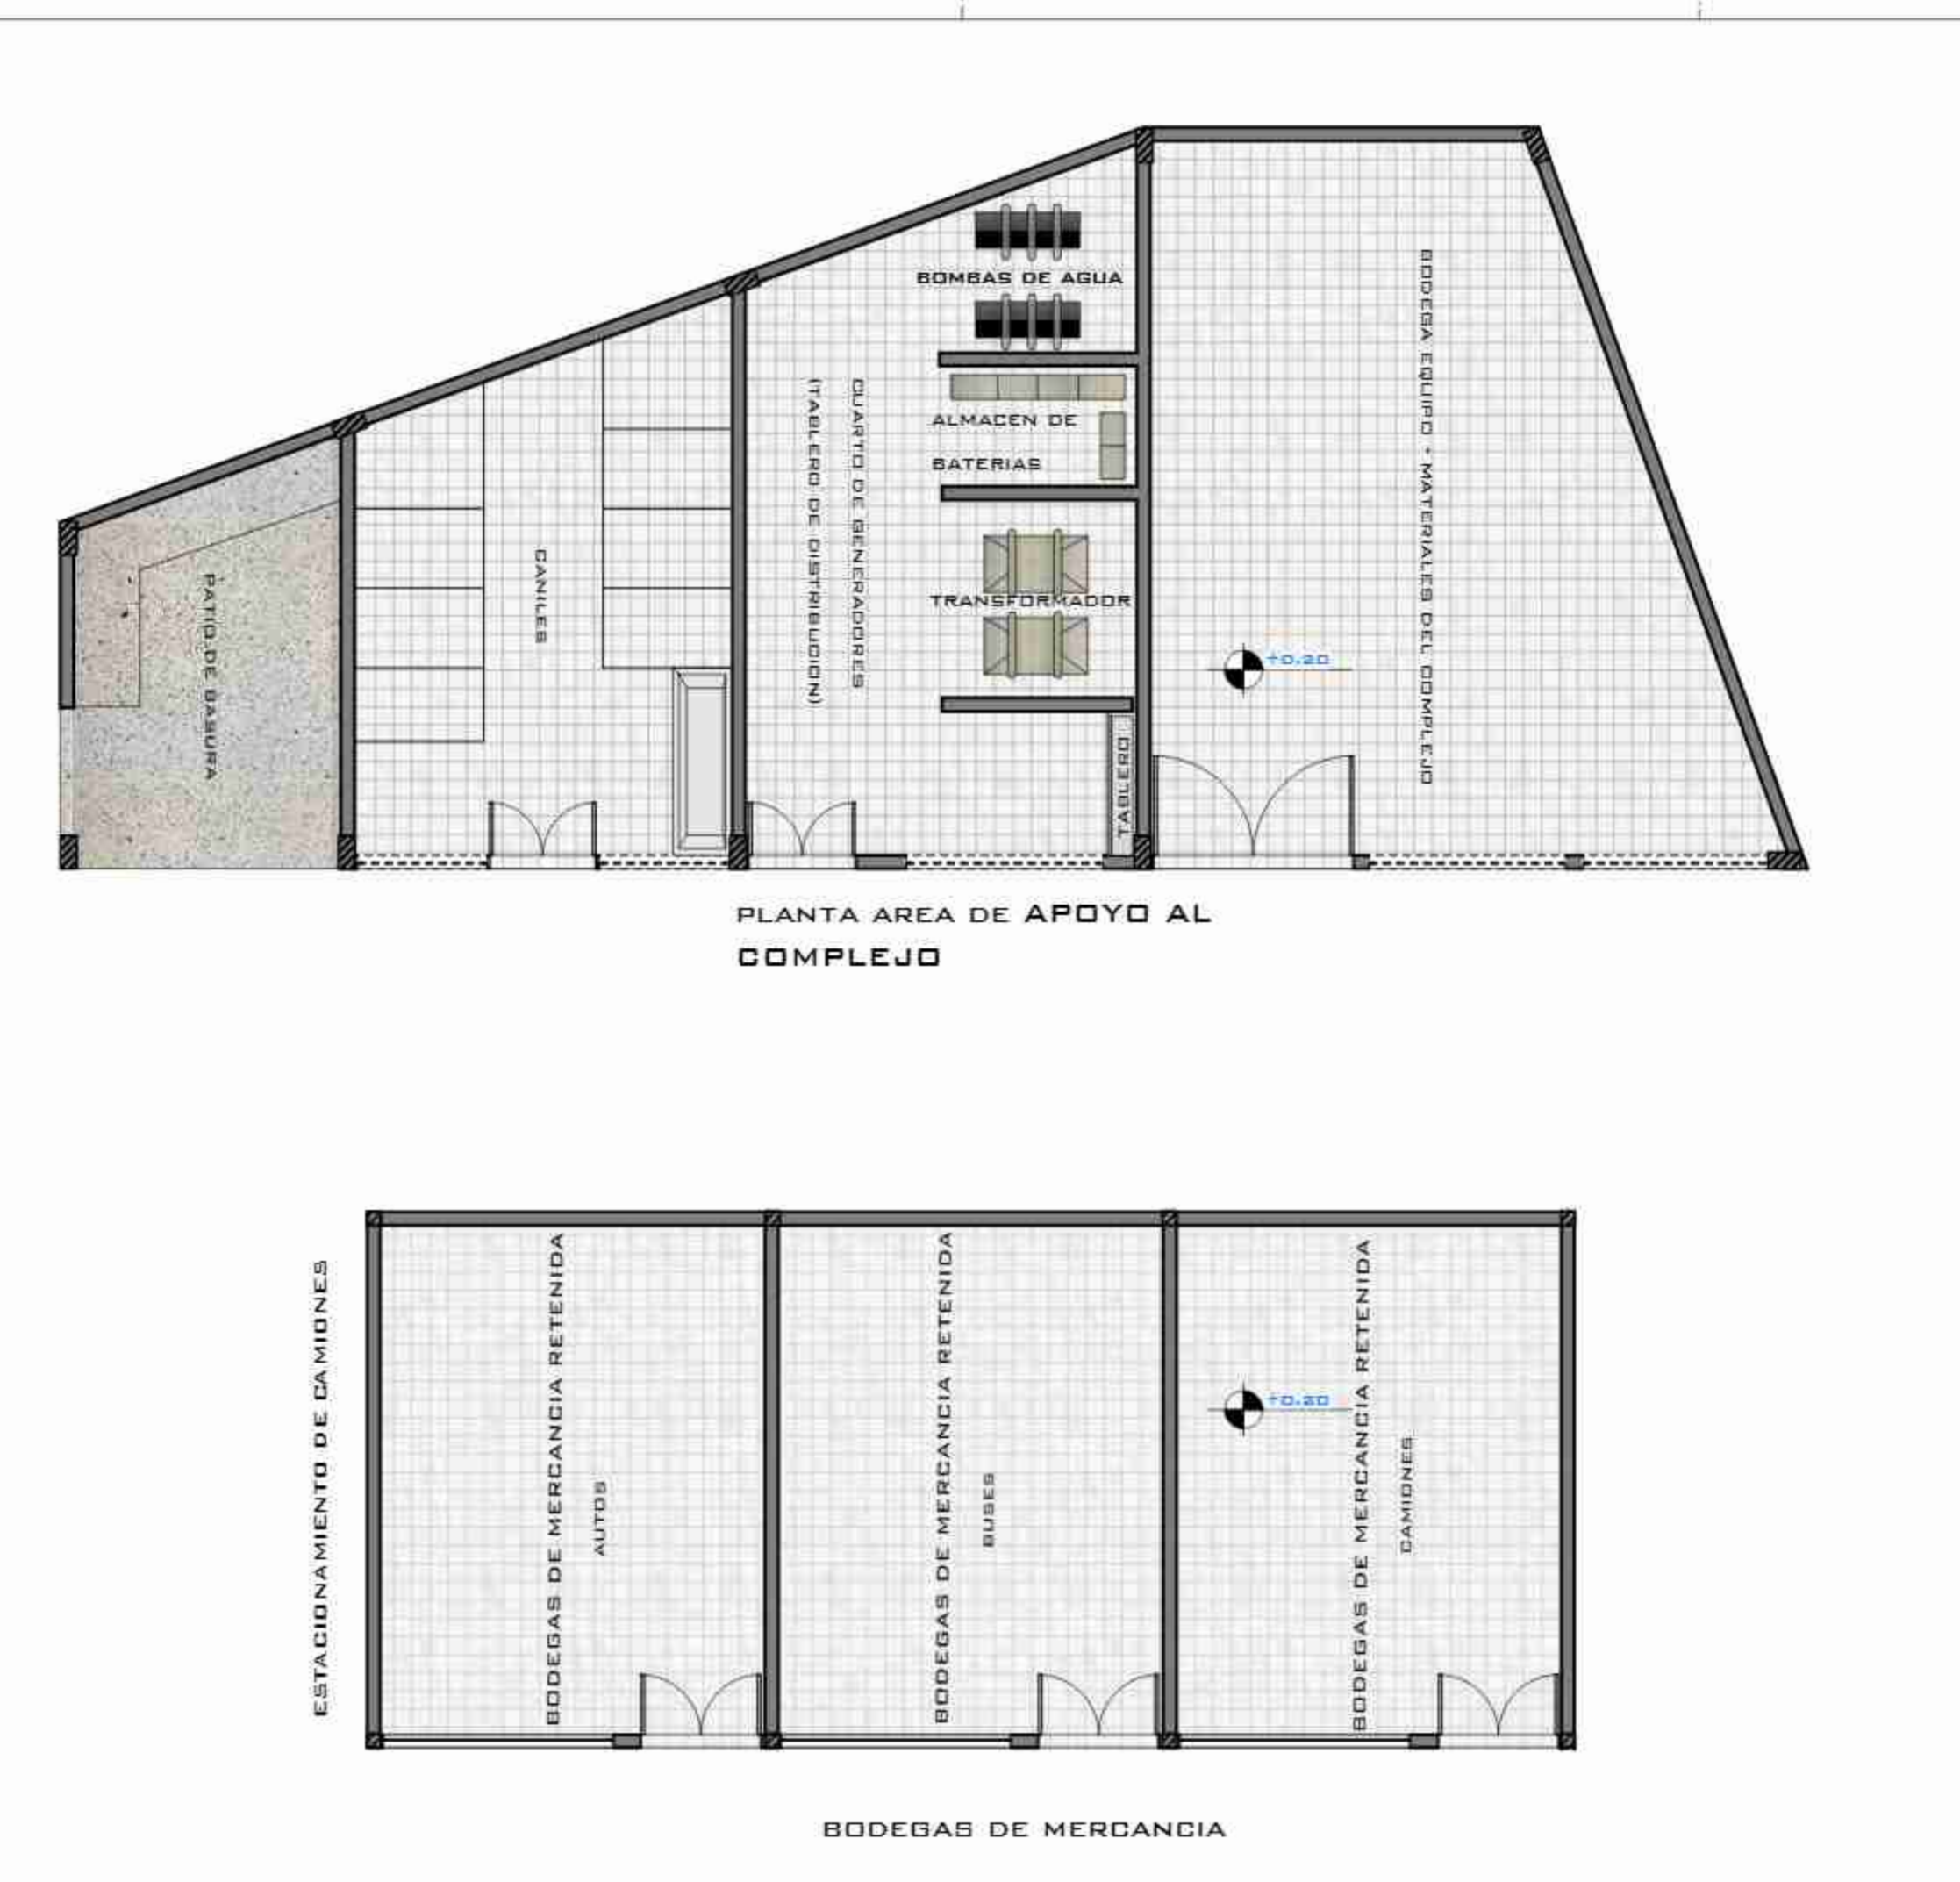 BOMBAS DE AGUA
ALMACEN DE
BATERIAS
TRANSFORMADOR
TABLERO
PATIO DE BASURA
CANILES
CUARTO DE GENERADORES
(TABLERO DE DISTRIBUCION)
BODEGA EQUIPO + MATERIALES DEL COMPLEJO
+0.20
PLANTA AREA DE APOYO AL
COMPLEJO
ESTACIONAMIENTO DE CAMIONES
BODEGAS DE MERCANCIA RETENIDA
AUTOS
BODEGAS DE MERCANCIA RETENIDA
BUSES
+0.20
BODEGAS DE MERCANCIA RETENIDA
CAMIONES
BODEGAS DE MERCANCIA